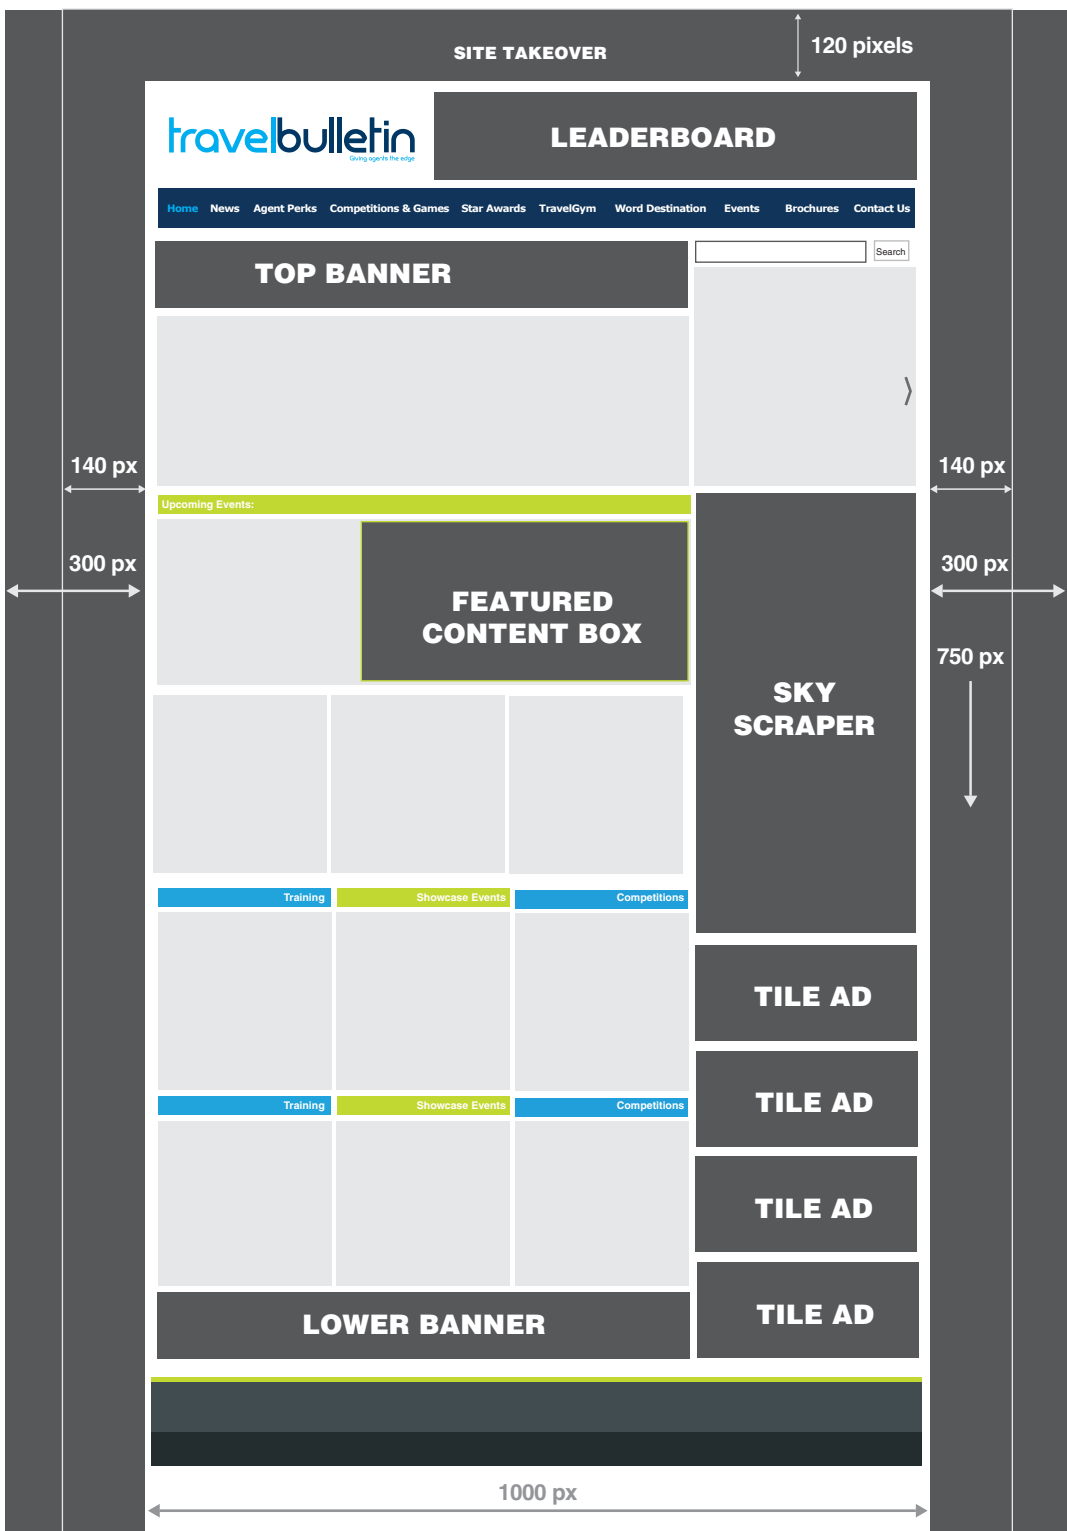 SITE TAKEOVER
120 pixels
travelbulletin
Giving agents the edge
LEADERBOARD
Home News Agent Perks Competitions & Games Star Awards TravelGym Word Destination Events Brochures Contact Us
TOP BANNER
Search
140 px
140 px
Upcoming Events:
300 px
300 px
FEATURED
CONTENT BOX
750 px
SKY
SCRAPER
Training Showcase Events Competitions
TILE AD
TILE AD
Training Showcase Events Competitions
TILE AD
TILE AD
LOWER BANNER
1000 px